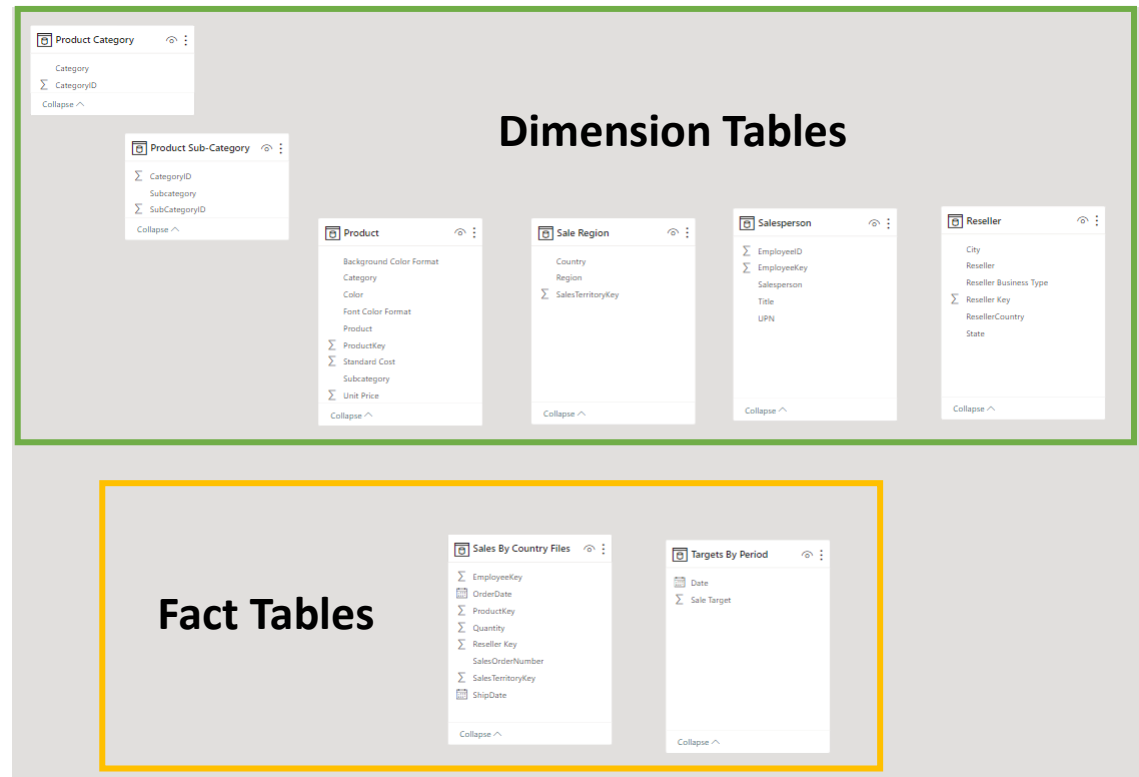 Product Category
Category
CategoryID
Collapse
Dimension Tables
Product Sub-Category
CategoryID
Subcategory
SubCategoryID
Collapse
Product
Background Color Format
Category
Color
Font Color Format
Product
ProductKey
Standard Cost
Subcategory
Unit Price
Collapse
Sale Region
Country
Region
SalesTerritoryKey
Collapse
Salesperson
EmployeeID
EmployeeKey
Salesperson
Title
UPN
Collapse
Reseller
City
Reseller
Reseller Business Type
Reseller Key
ResellerCountry
State
Collapse
Fact Tables
Sales By Country Files
EmployeeKey
OrderDate
ProductKey
Quantity
Reseller Key
SalesOrderNumber
SalesTerritoryKey
ShipDate
Collapse
Targets By Period
Date
Sale Target
Collapse